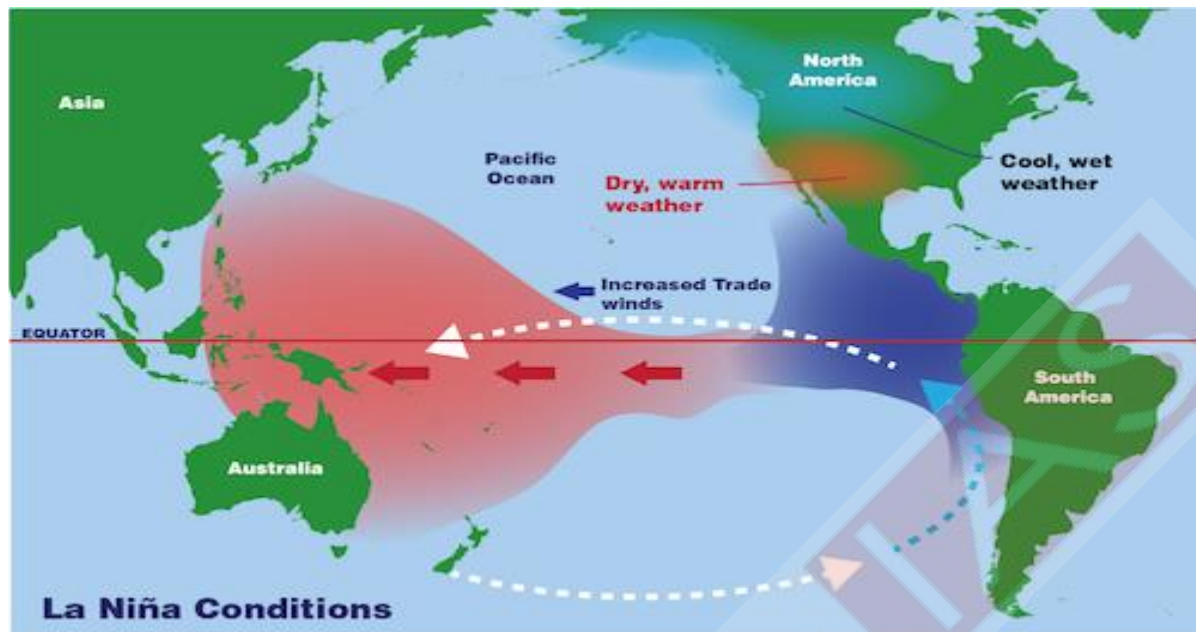 North
America
Asia
Pacific
Ocean
Cool, wet
weather
Dry, warm
weather
Increased Trade
winds
EQUATOR
South
America
Australia
La Niña Conditions
IAS